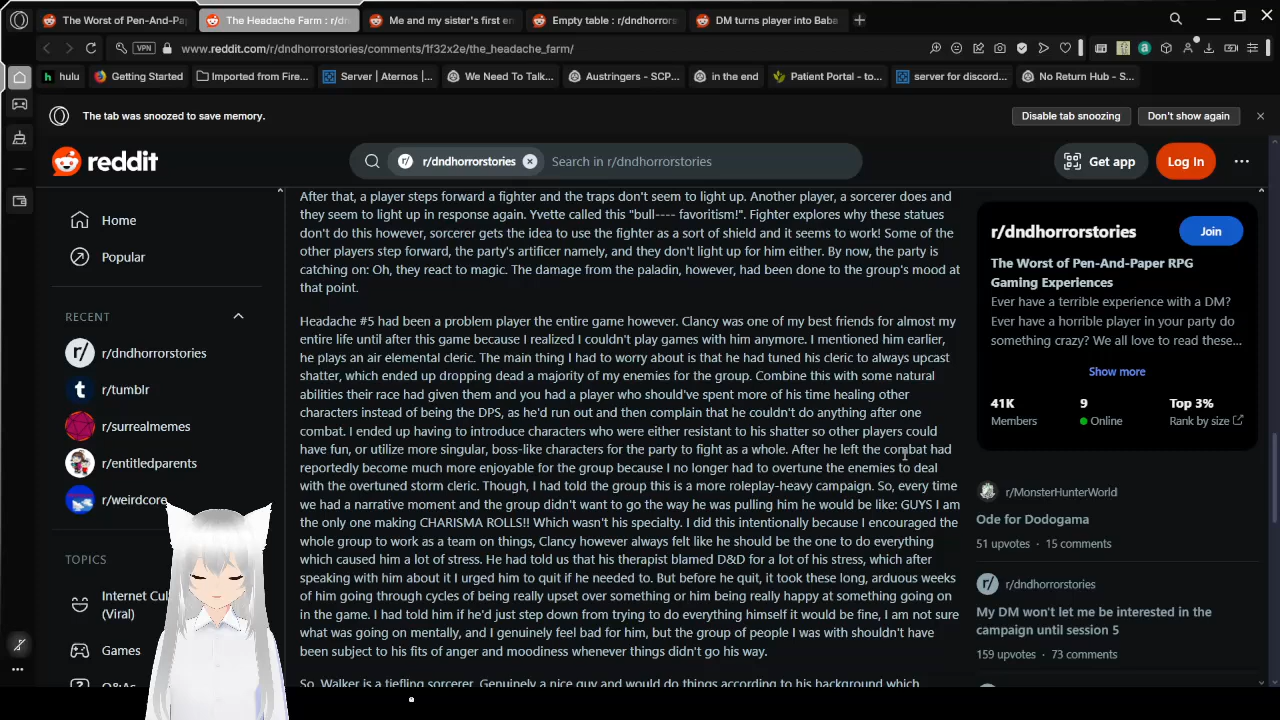 The Worst of Pen-And-Pa
The Headache Farm : r/dn
Me and my sister's first en
Empty table : r/dndhorrors
DM turns player into Baba
VPN
www.reddit.com/r/dndhorrorstories/comments/1f32x2e/the_headache_farm/
hulu
Getting Started
Imported from Fire...
Server | Aternos |...
We Need To Talk...
Austringers - SCP...
in the end
Patient Portal - to...
server for discord...
No Return Hub - S...
The tab was snoozed to save memory.
Disable tab snoozing
Don't show again
reddit
r/dndhorrorstories
Search in r/dndhorrorstories
Get app
Log In
Home
Popular
RECENT
r/dndhorrorstories
r/tumblr
r/surrealmemes
r/entitledparents
r/weirdcore
TOPICS
Internet Cul
(Viral)
Games
After that, a player steps forward a fighter and the traps don't seem to light up. Another player, a sorcerer does and
they seem to light up in response again. Yvette called this "bull---- favoritism!". Fighter explores why these statues
don't do this however, sorcerer gets the idea to use the fighter as a sort of shield and it seems to work! Some of the
other players step forward, the party's artificer namely, and they don't light up for him either. By now, the party is
catching on: Oh, they react to magic. The damage from the paladin, however, had been done to the group's mood at
that point.
Headache #5 had been a problem player the entire game however. Clancy was one of my best friends for almost my
entire life until after this game because I realized I couldn't play games with him anymore. I mentioned him earlier,
he plays an air elemental cleric. The main thing I had to worry about is that he had tuned his cleric to always upcast
shatter, which ended up dropping dead a majority of my enemies for the group. Combine this with some natural
abilities their race had given them and you had a player who should've spent more of his time healing other
characters instead of being the DPS, as he'd run out and then complain that he couldn't do anything after one
combat. I ended up having to introduce characters who were either resistant to his shatter so other players could
have fun, or utilize more singular, boss-like characters for the party to fight as a whole. After he left the combat had
reportedly become much more enjoyable for the group because I no longer had to overtune the enemies to deal
with the overtuned storm cleric. Though, I had told the group this is a more roleplay-heavy campaign. So, every time
we had a narrative moment and the group didn't want to go the way he was pulling him he would be like: GUYS I am
the only one making CHARISMA ROLLS!! Which wasn't his specialty. I did this intentionally because I encouraged the
whole group to work as a team on things, Clancy however always felt like he should be the one to do everything
which caused him a lot of stress. He had told us that his therapist blamed D&D for a lot of his stress, which after
speaking with him about it I urged him to quit if he needed to. But before he quit, it took these long, arduous weeks
of him going through cycles of being really upset over something or him being really happy at something going on
in the game. I had told him if he'd just step down from trying to do everything himself it would be fine, I am not sure
what was going on mentally, and I genuinely feel bad for him, but the group of people I was with shouldn't have
been subject to his fits of anger and moodiness whenever things didn't go his way.
So, Walker is a tiefling sorcerer. Genuinely a nice guy and would do things according to his background which
r/dndhorrorstories
Join
The Worst of Pen-And-Paper RPG
Gaming Experiences
Ever have a terrible experience with a DM?
Ever have a horrible player in your party do
something crazy? We all love to read these...
Show more
41K
Members
9
Online
Top 3%
Rank by size
r/MonsterHunterWorld
Ode for Dodogama
51 upvotes · 15 comments
r/dndhorrorstories
My DM won't let me be interested in the
campaign until session 5
159 upvotes · 73 comments